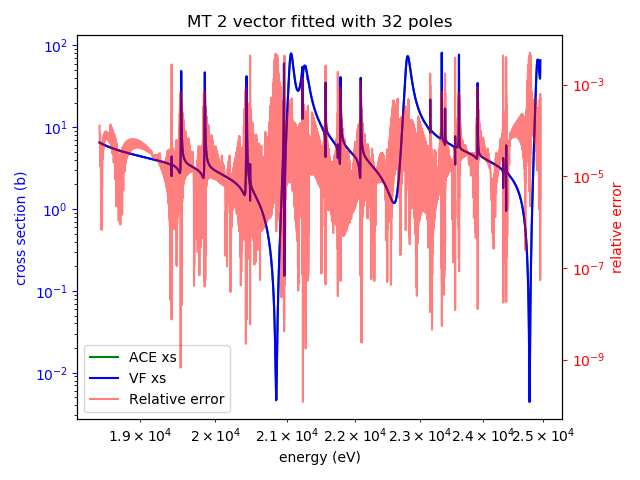 MT 2 vector fitted with 32 poles
10²
10¹
10⁰
10⁻¹
10⁻²
cross section (b)
10⁻³
10⁻⁵
10⁻⁷
10⁻⁹
relative error
ACE xs
VF xs
Relative error
1.9 × 10⁴ 2 × 10⁴ 2.1 × 10⁴ 2.2 × 10⁴ 2.3 × 10⁴ 2.4 × 10⁴ 2.5 × 10⁴
energy (eV)